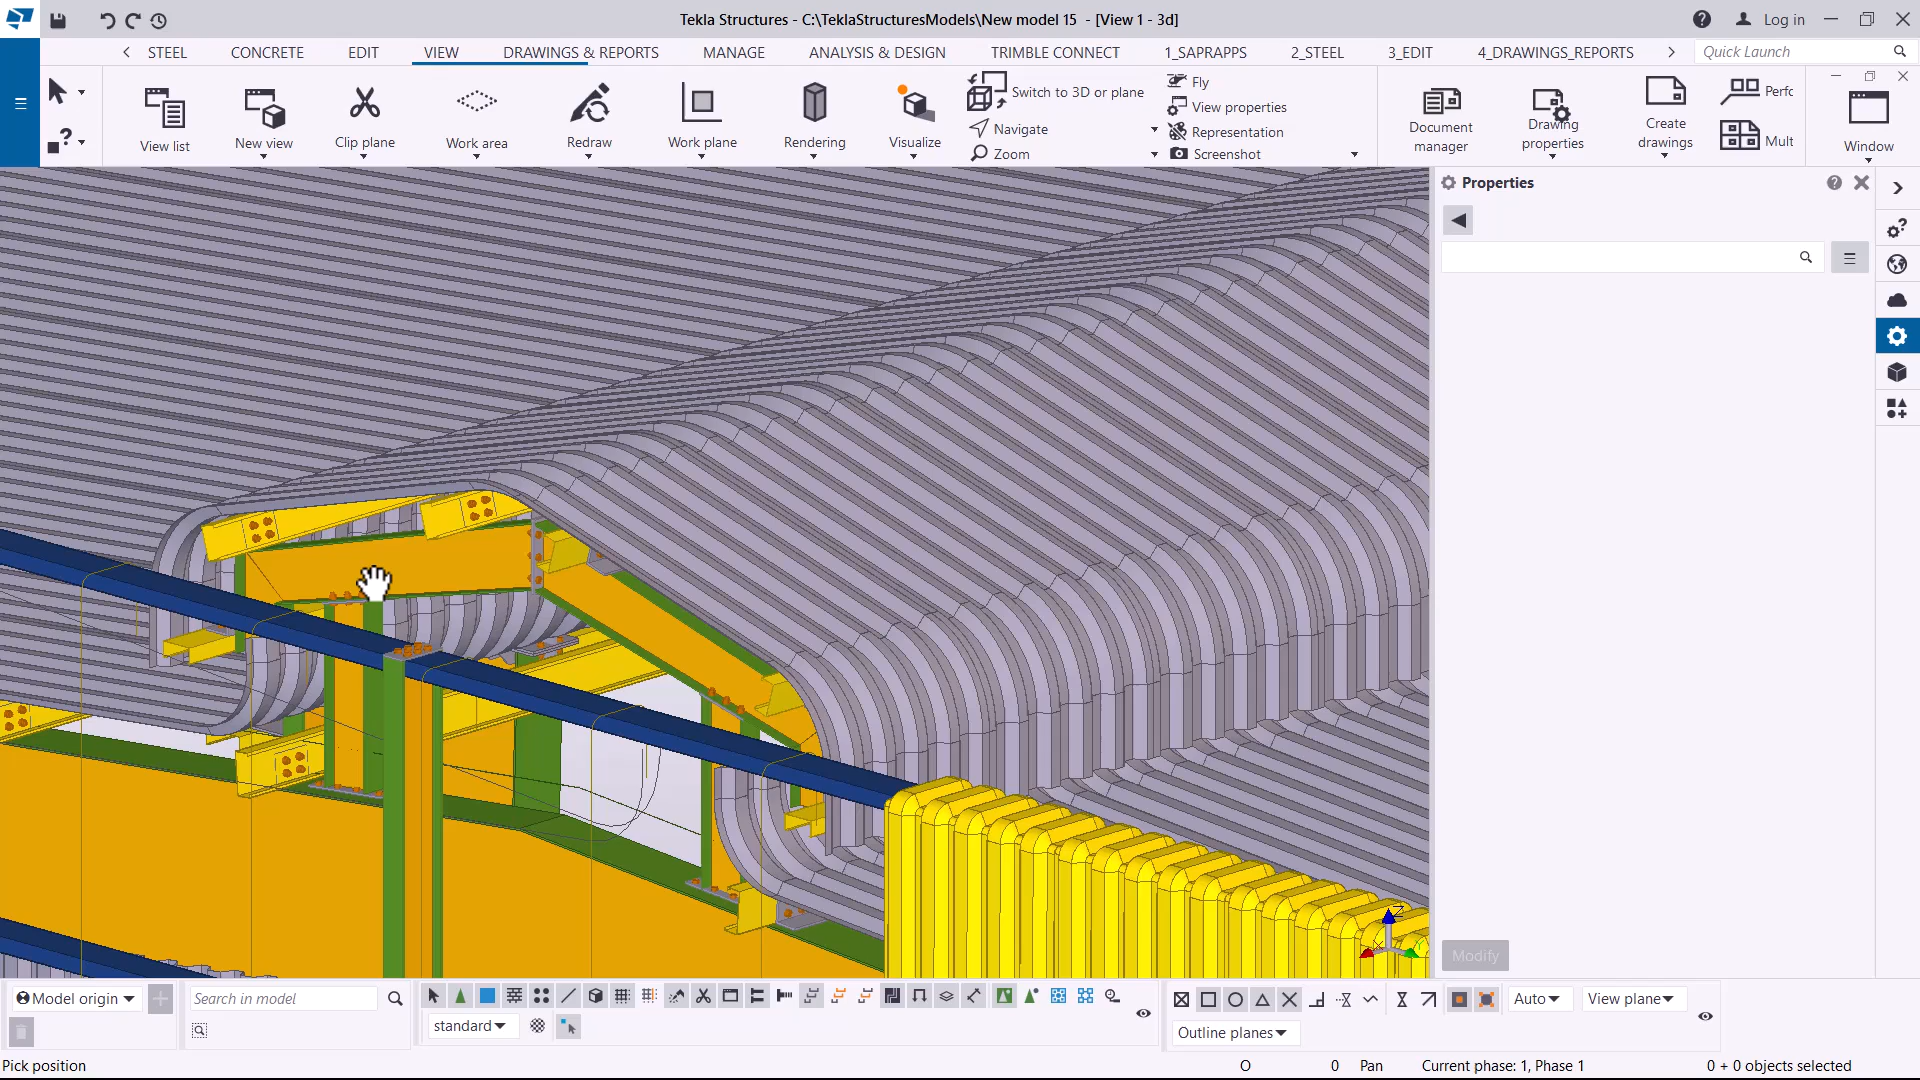 Tekla Structures - C:\TeklaStructuresModels\New model 15 - [View 1 - 3d]
Log in
STEEL
CONCRETE
EDIT
VIEW
DRAWINGS & REPORTS
MANAGE
ANALYSIS & DESIGN
TRIMBLE CONNECT
1_SAPRAPPS
2_STEEL
3_EDIT
4_DRAWINGS_REPORTS
Quick Launch
View list
New view
Clip plane
Work area
Redraw
Work plane
Rendering
Visualize
Switch to 3D or plane
Navigate
Zoom
Fly
View properties
Representation
Screenshot
Document
manager
Drawing
properties
Create
drawings
Perfc
Mult
Window
Properties
Z
Modify
Model origin
Search in model
standard
Auto
View plane
Outline planes
Pick position
O
0
Pan
Current phase: 1, Phase 1
0 + 0 objects selected